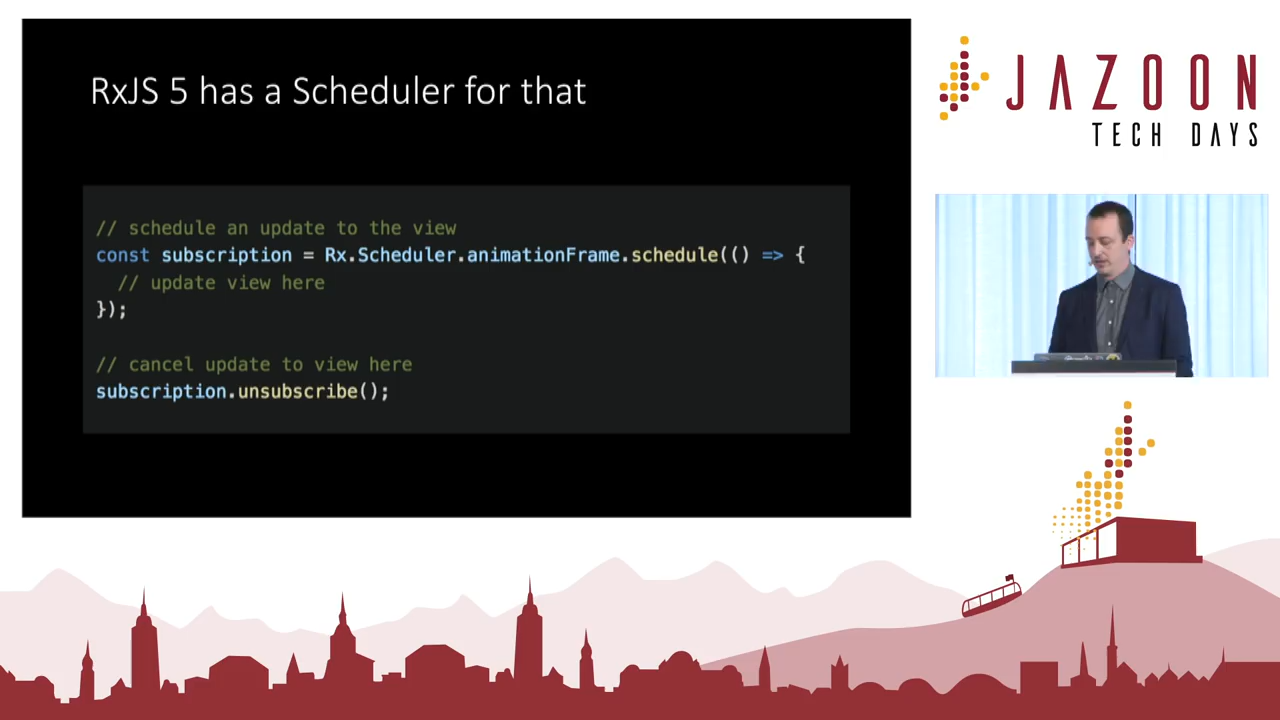 RxJS 5 has a Scheduler for that
// schedule an update to the view
const subscription = Rx.Scheduler.animationFrame.schedule(() => {
  // update view here
});
// cancel update to view here
subscription.unsubscribe();
JAZOON
TECH DAYS